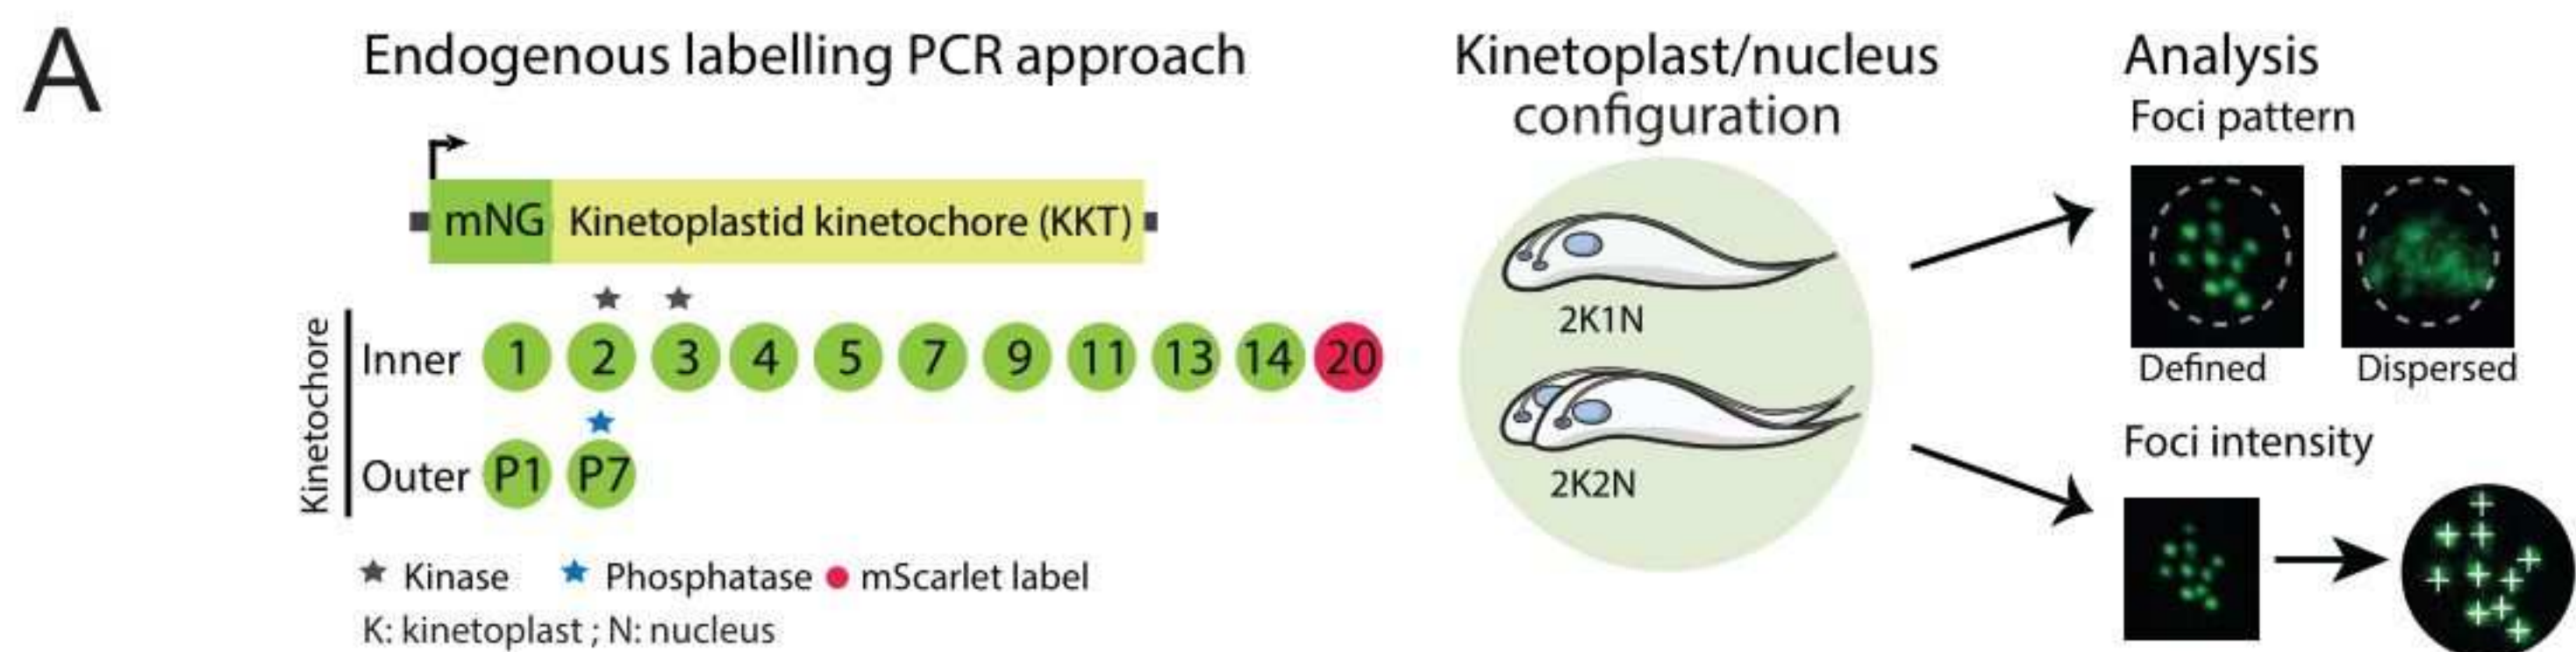 A
Endogenous labelling PCR approach
mNG Kinetoplastid kinetochore (KKT)
Kinetochore
Inner 1 2 3 4 5 7 9 11 13 14 20
Outer P1 P7
Kinase Phosphatase mScarlet label
K: kinetoplast ; N: nucleus
Kinetoplast/nucleus
configuration
2K1N
2K2N
Analysis
Foci pattern
Defined Dispersed
Foci intensity